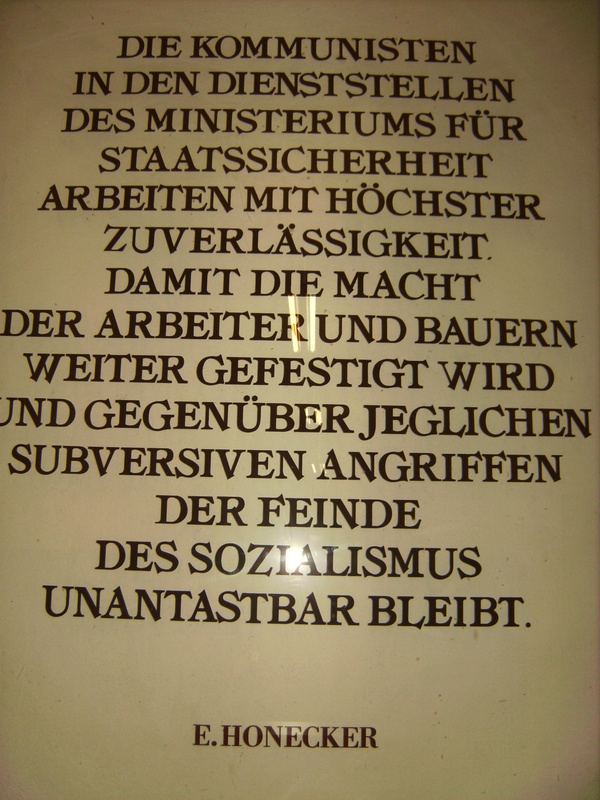 DIE KOMMUNISTEN
IN DEN DIENSTSTELLEN
DES MINISTERIUMS FÜR
STAATSSICHERHEIT
ARBEITEN MIT HÖCHSTER
ZUVERLÄSSIGKEIT.
DAMIT DIE MACHT
DER ARBEITER UND BAUERN
WEITER GEFESTIGT WIRD
UND GEGENÜBER JEGLICHEN
SUBVERSIVEN ANGRIFFEN
DER FEINDE
DES SOZIALISMUS
UNANTASTBAR BLEIBT.
E. HONECKER